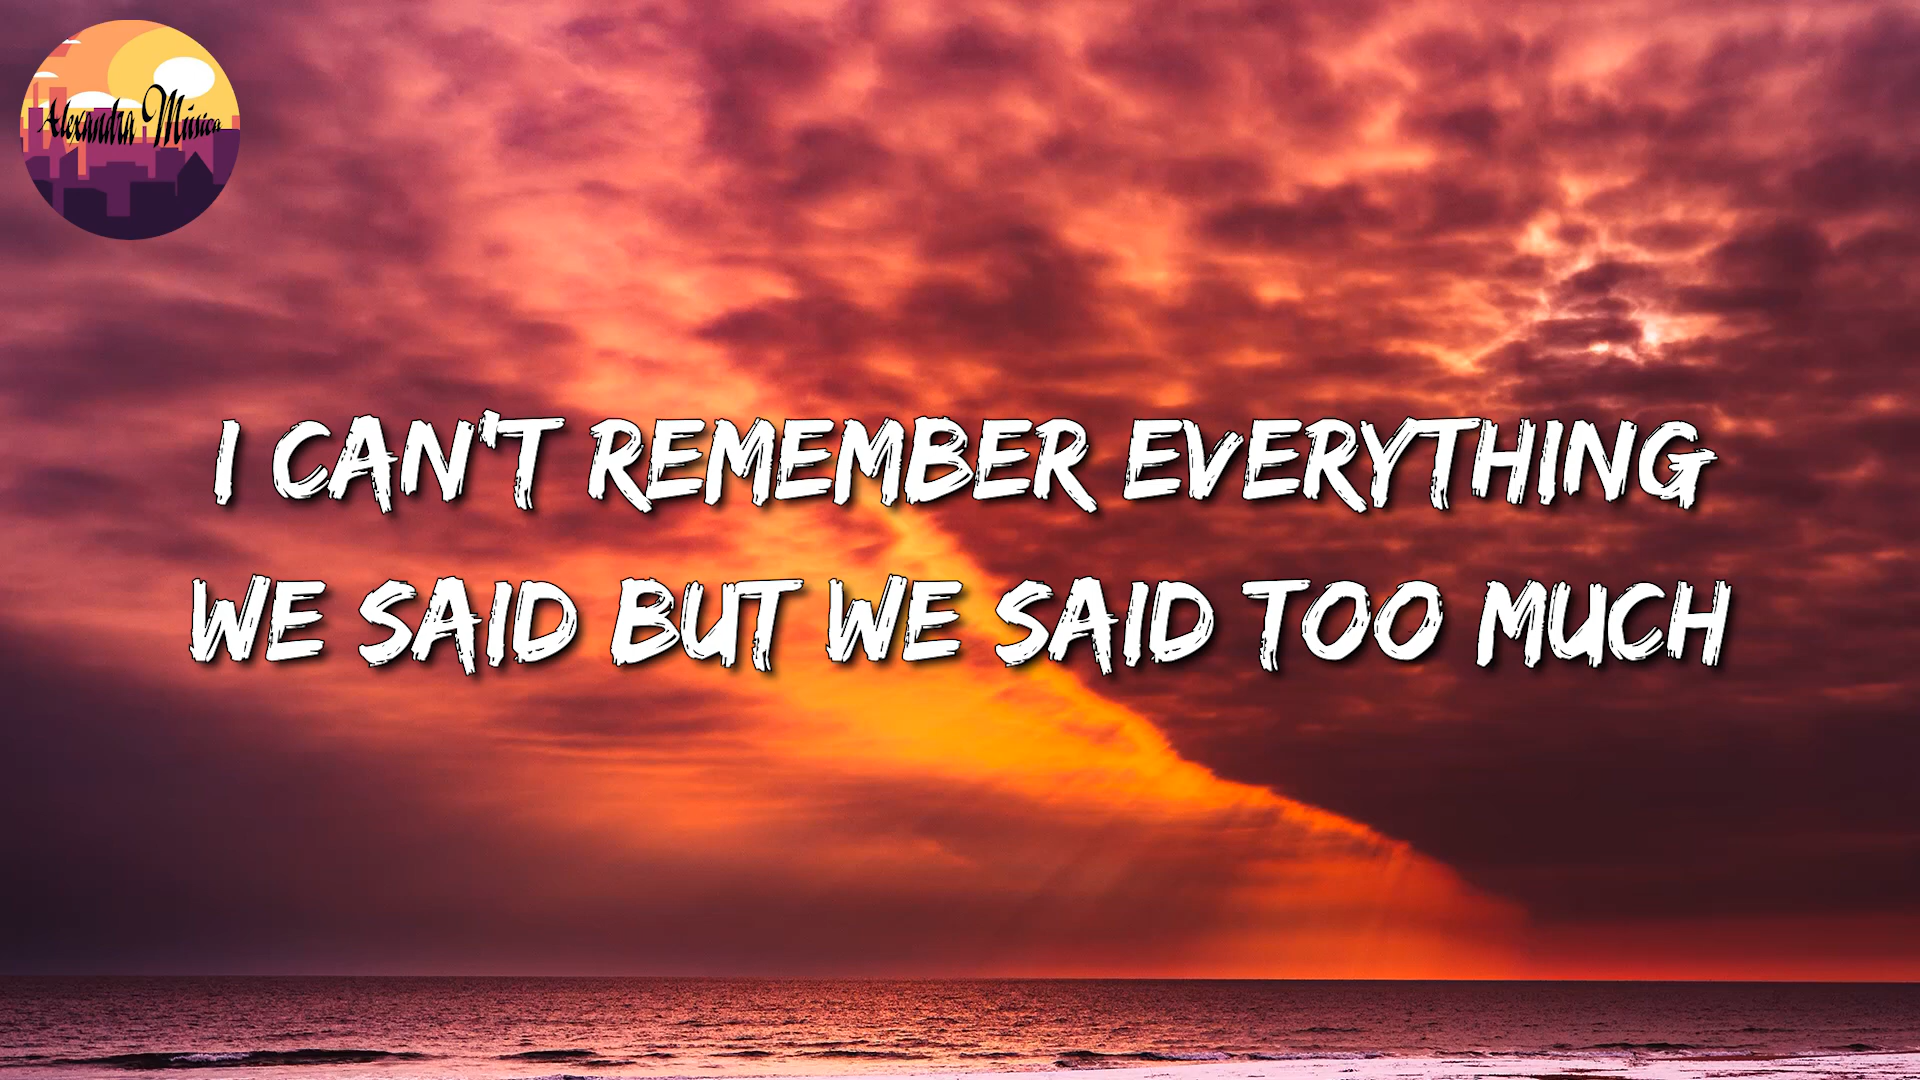 Alexandra Música
I CAN'T REMEMBER EVERYTHING
WE SAID BUT WE SAID TOO MUCH